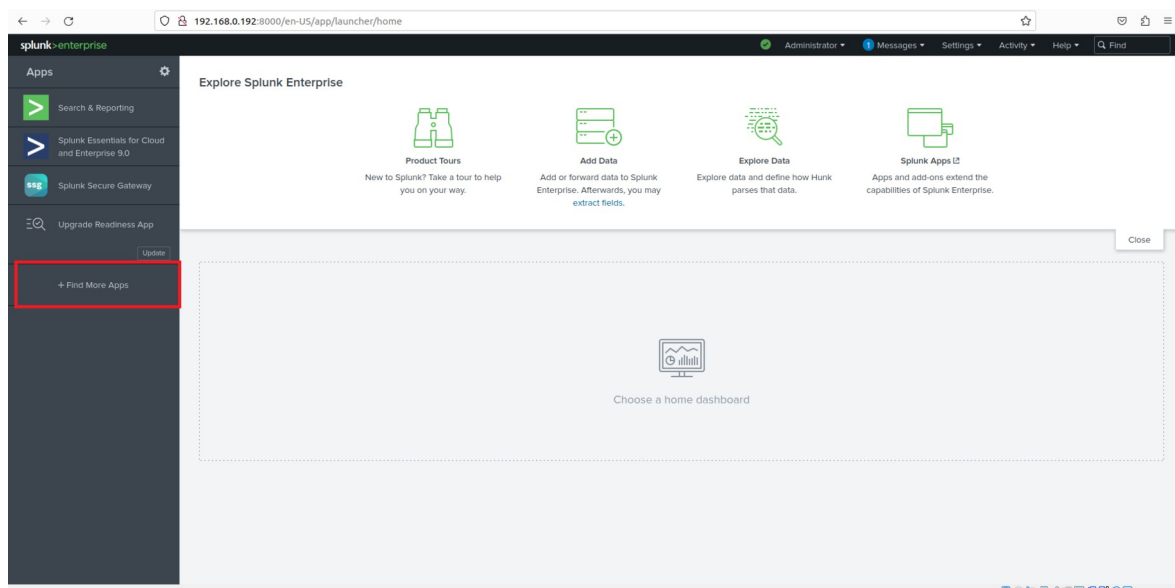 192.168.0.192:8000/en-US/app/launcher/home
splunk>enterprise
Administrator
1 Messages
Settings
Activity
Help
Find
Apps
Search & Reporting
Splunk Essentials for Cloud
and Enterprise 9.0
ssg
Splunk Secure Gateway
Upgrade Readiness App
Update
+ Find More Apps
Explore Splunk Enterprise
Product Tours
New to Splunk? Take a tour to help
you on your way.
Add Data
Add or forward data to Splunk
Enterprise. Afterwards, you may
extract fields.
Explore Data
Explore data and define how Hunk
parses that data.
Splunk Apps
Apps and add-ons extend the
capabilities of Splunk Enterprise.
Close
Choose a home dashboard